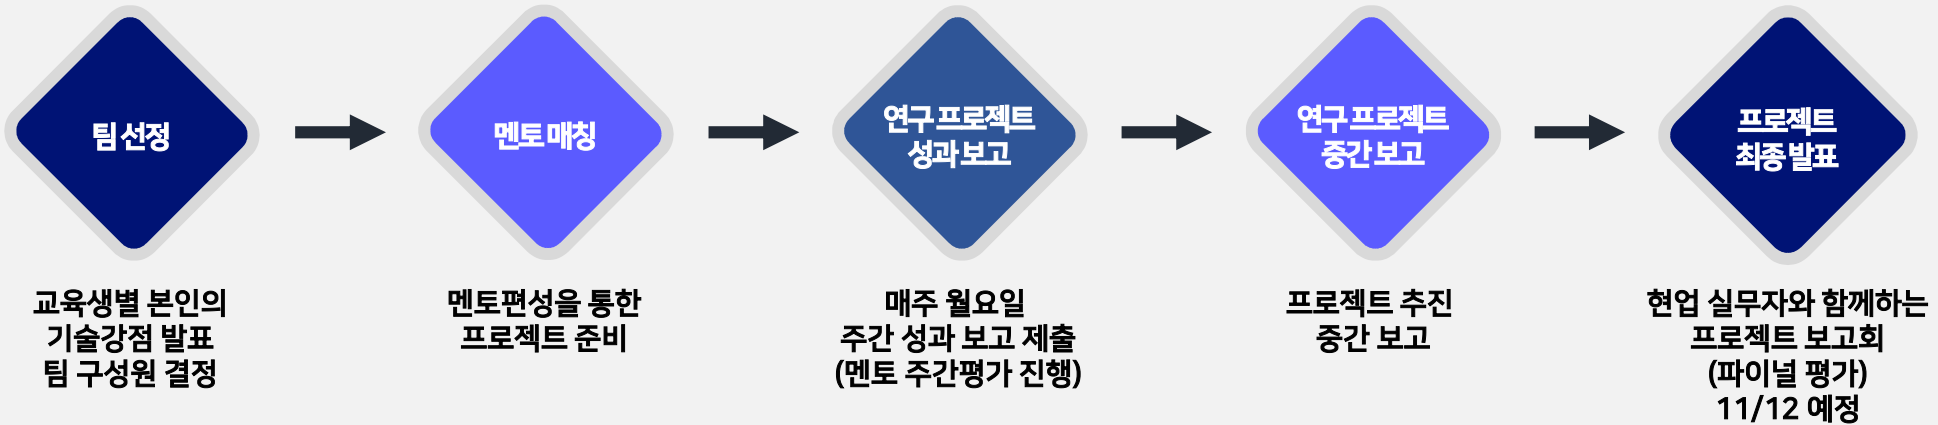 팀 선정
교육생별 본인의
기술강점 발표
팀 구성원 결정
멘토 매칭
멘토편성을 통한
프로젝트 준비
연구 프로젝트
성과 보고
매주 월요일
주간 성과 보고 제출
(멘토 주간평가 진행)
연구 프로젝트
중간 보고
프로젝트 추진
중간 보고
프로젝트
최종 발표
현업 실무자와 함께하는
프로젝트 보고회
(파이널 평가)
11/12 예정